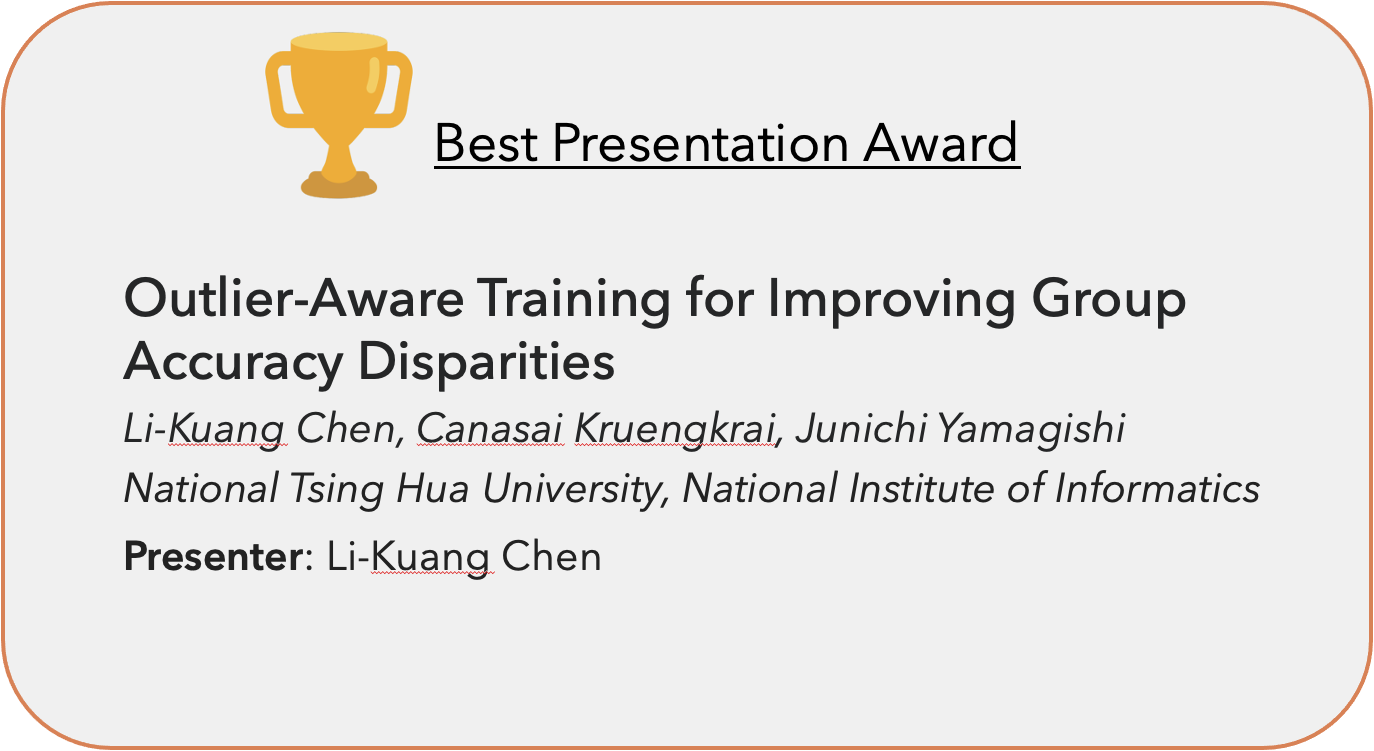 Best Presentation Award
Outlier-Aware Training for Improving Group
Accuracy Disparities
Li-Kuang Chen, Canasai Kruengkrai, Junichi Yamagishi
National Tsing Hua University, National Institute of Informatics
Presenter: Li-Kuang Chen